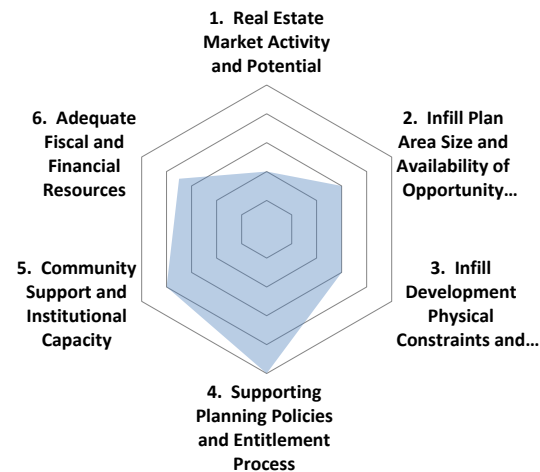 1. Real Estate
Market Activity
and Potential
2. Infill Plan
Area Size and
Availability of
Opportunity…
3. Infill
Development
Physical
Constraints and…
4. Supporting
Planning Policies
and Entitlement
Process
5. Community
Support and
Institutional
Capacity
6. Adequate
Fiscal and
Financial
Resources